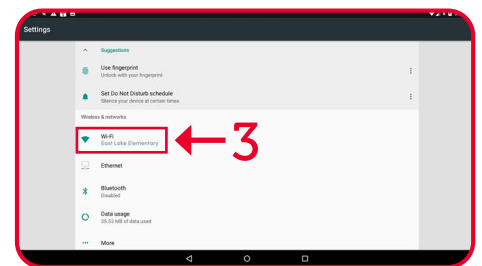 Settings
Suggestions
Use fingerprint
Unlock with your fingerprint
Set Do Not Disturb schedule
Silence your device at certain times
Wireless & networks
Wi-Fi
East Lake Elementary
3
Ethernet
Bluetooth
Disabled
Data usage
35.53 MB of data used
More